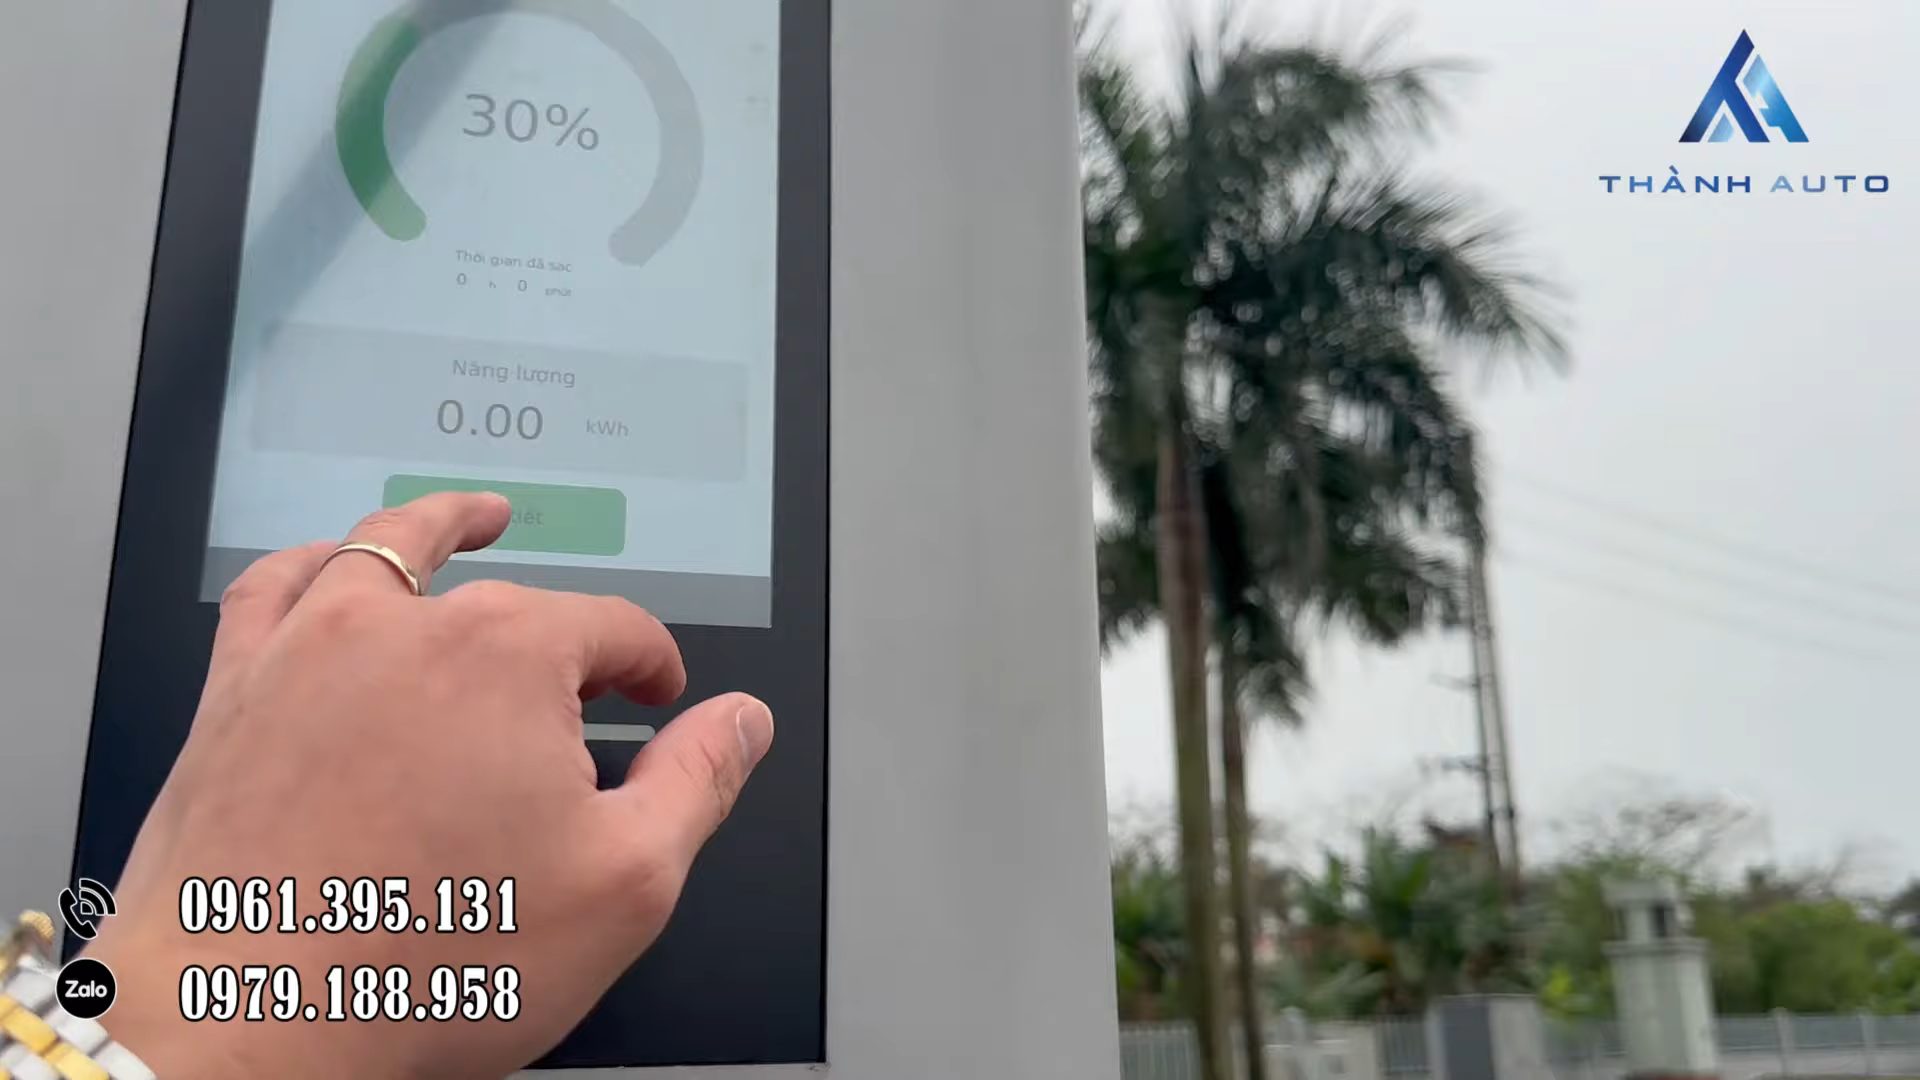 THÀNH AUTO
30%
Thời gian đã sạc
0 h 0 phút
Năng lượng
0.00 kWh
tiết
0961.395.131
Zalo 0979.188.958